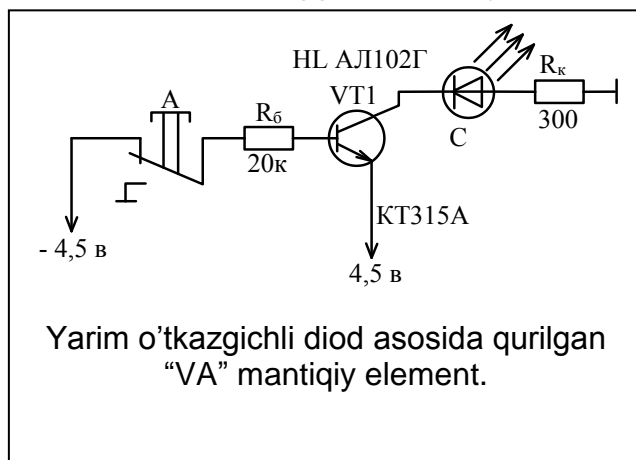 HL АЛ102Г
A
Rб
VT1
Rк
20к
C
300
КТ315А
- 4,5 в
4,5 в
Yarim o’tkazgichli diod asosida qurilgan
“VA” mantiqiy element.